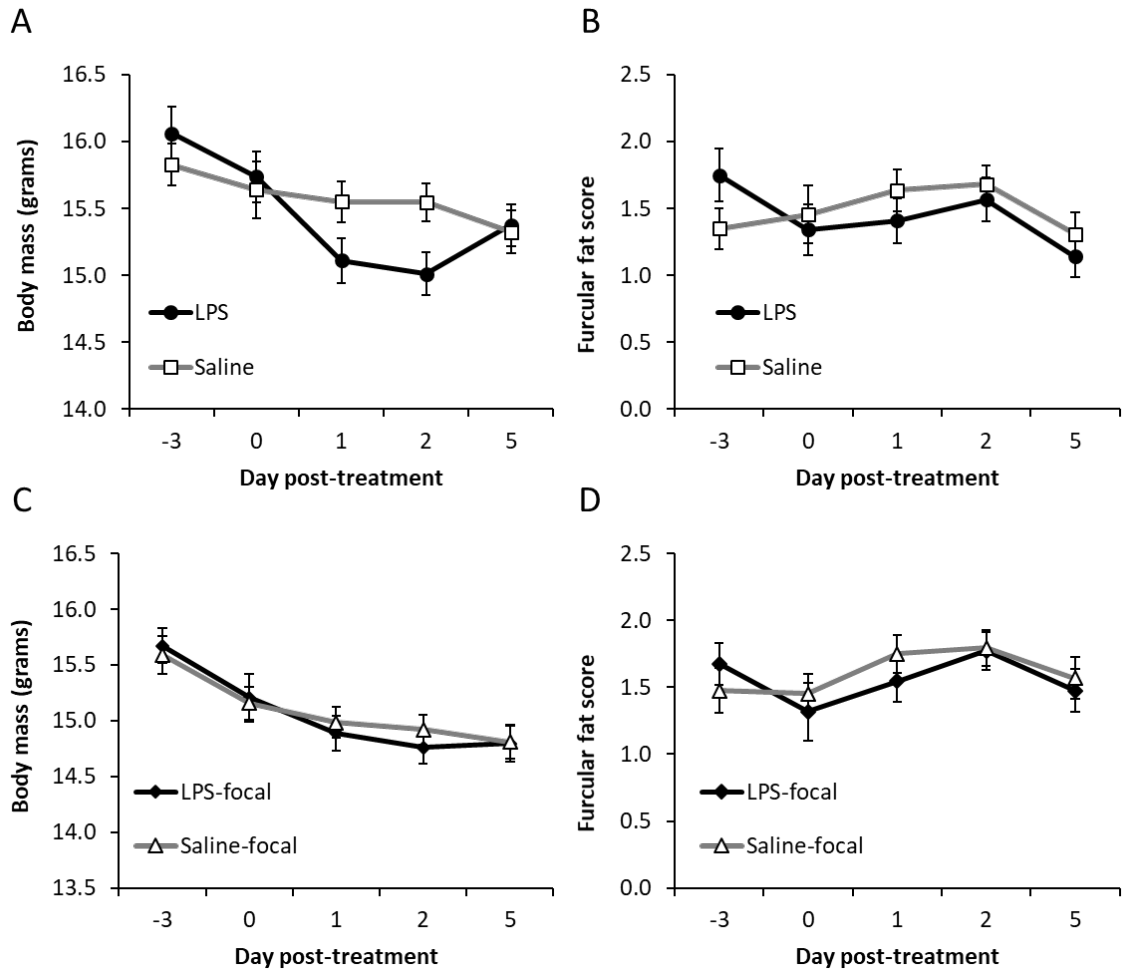 A
Body mass (grams)
16.5
16.0
15.5
15.0
14.5
14.0
LPS
Saline
-3 0 1 2 5
Day post-treatment
B
Furcular fat score
2.5
2.0
1.5
1.0
0.5
0.0
LPS
Saline
-3 0 1 2 5
Day post-treatment
C
Body mass (grams)
16.5
16.0
15.5
15.0
14.5
14.0
13.5
LPS-focal
Saline-focal
-3 0 1 2 5
Day post-treatment
D
Furcular fat score
2.5
2.0
1.5
1.0
0.5
0.0
LPS-focal
Saline-focal
-3 0 1 2 5
Day post-treatment